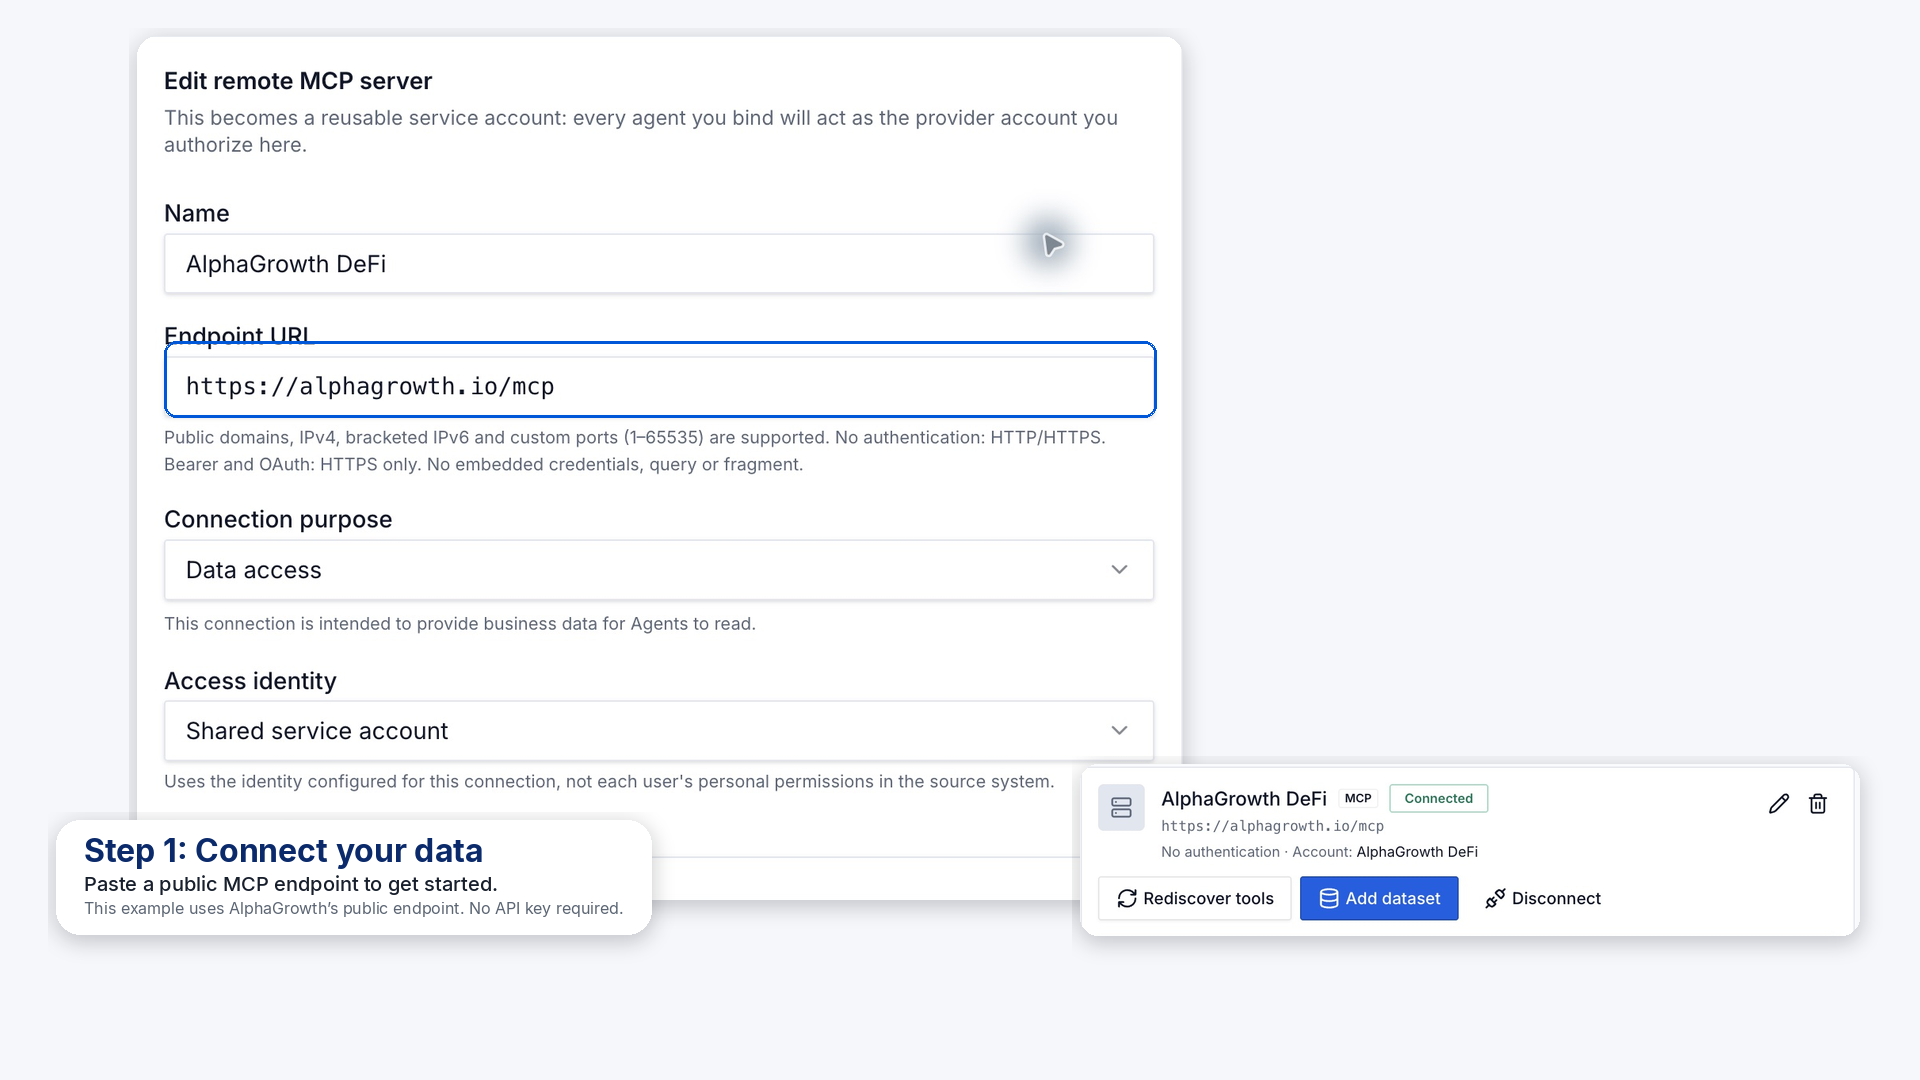 Edit remote MCP server
This becomes a reusable service account: every agent you bind will act as the provider account you
authorize here.
Name
AlphaGrowth DeFi
Endpoint URL
https://alphagrowth.io/mcp
Public domains, IPv4, bracketed IPv6 and custom ports (1–65535) are supported. No authentication: HTTP/HTTPS.
Bearer and OAuth: HTTPS only. No embedded credentials, query or fragment.
Connection purpose
Data access
This connection is intended to provide business data for Agents to read.
Access identity
Shared service account
Uses the identity configured for this connection, not each user's personal permissions in the source system.
Step 1: Connect your data
Paste a public MCP endpoint to get started.
This example uses AlphaGrowth’s public endpoint. No API key required.
AlphaGrowth DeFi MCP Connected
https://alphagrowth.io/mcp
No authentication · Account: AlphaGrowth DeFi
Rediscover tools Add dataset Disconnect